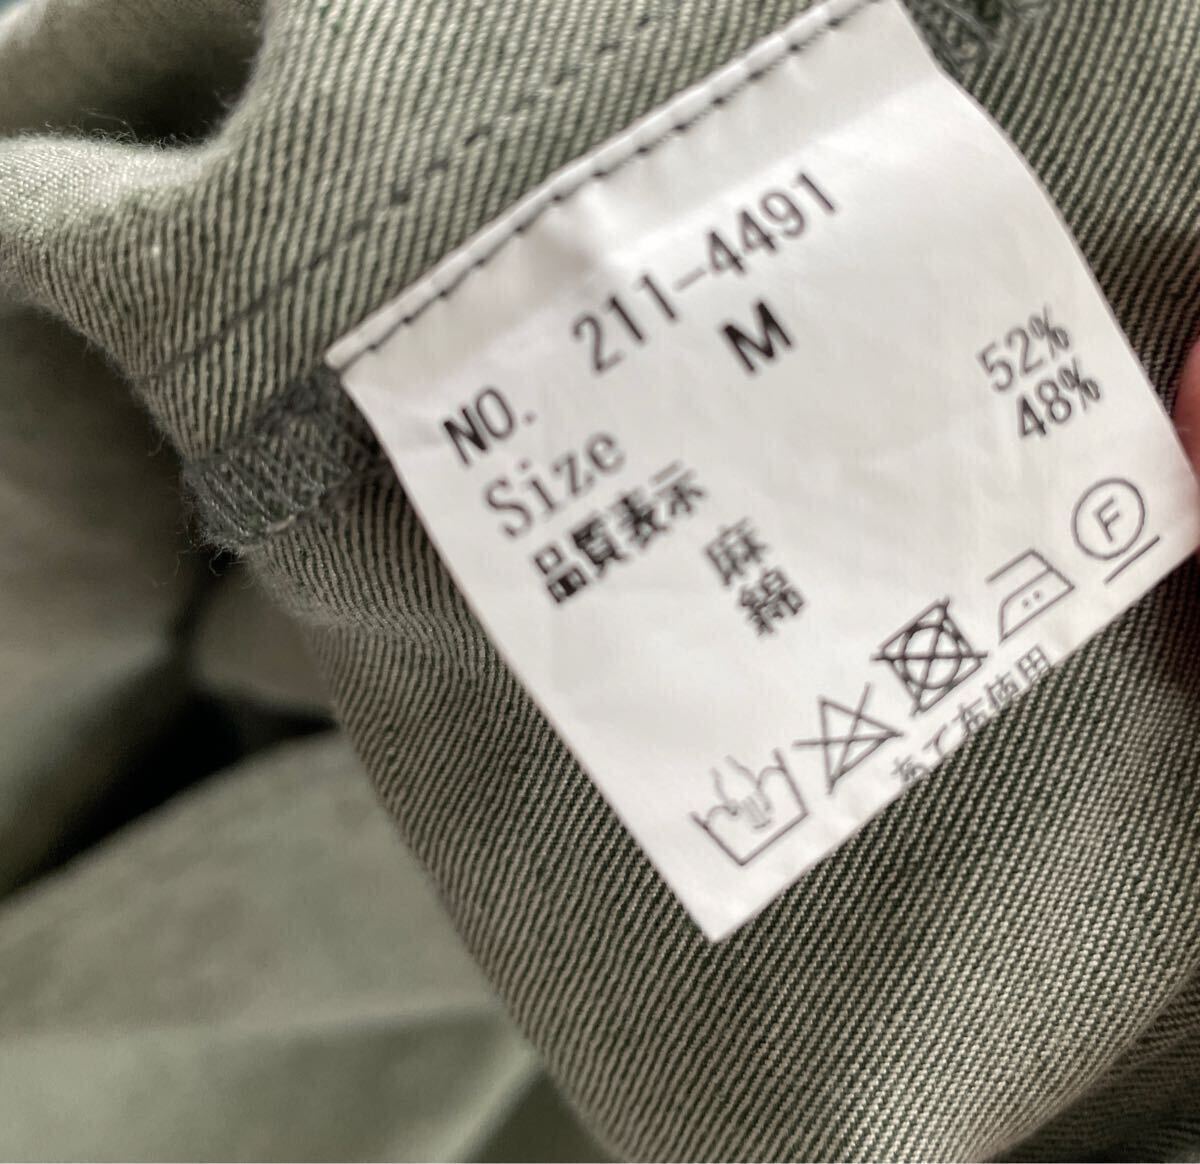 NO. 211-4491
Size M
品質表示
麻 52%
綿 48%
F
あて布使用